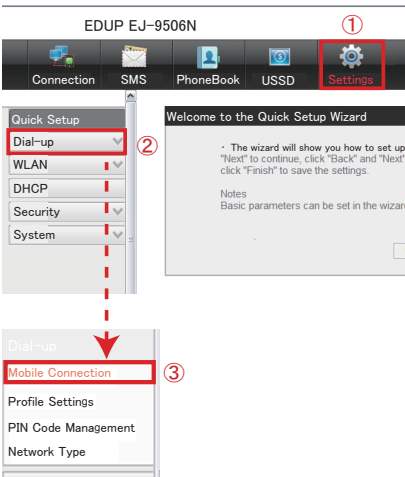 EDUP EJ-9506N
①
Connection SMS PhoneBook USSD Settings
Quick Setup
Dial-up
②
WLAN
DHCP
Security
System
Welcome to the Quick Setup Wizard
· The wizard will show you how to set up
"Next" to continue, click "Back" and "Next"
click "Finish" to save the settings.
Notes
Basic parameters can be set in the wizar
Dial-up
Mobile Connection
③
Profile Settings
PIN Code Management
Network Type